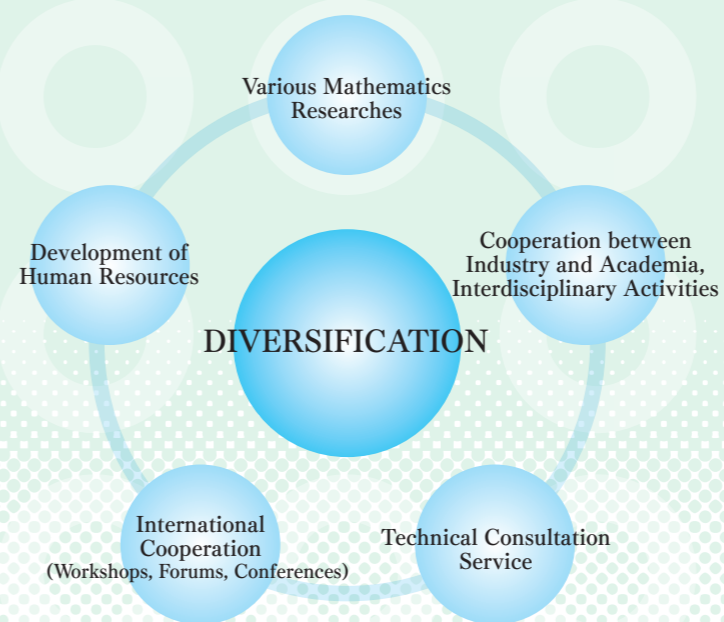 Various Mathematics
Researches
Development of
Human Resources
Cooperation between
Industry and Academia,
Interdisciplinary Activities
DIVERSIFICATION
International
Cooperation
(Workshops, Forums, Conferences)
Technical Consultation
Service